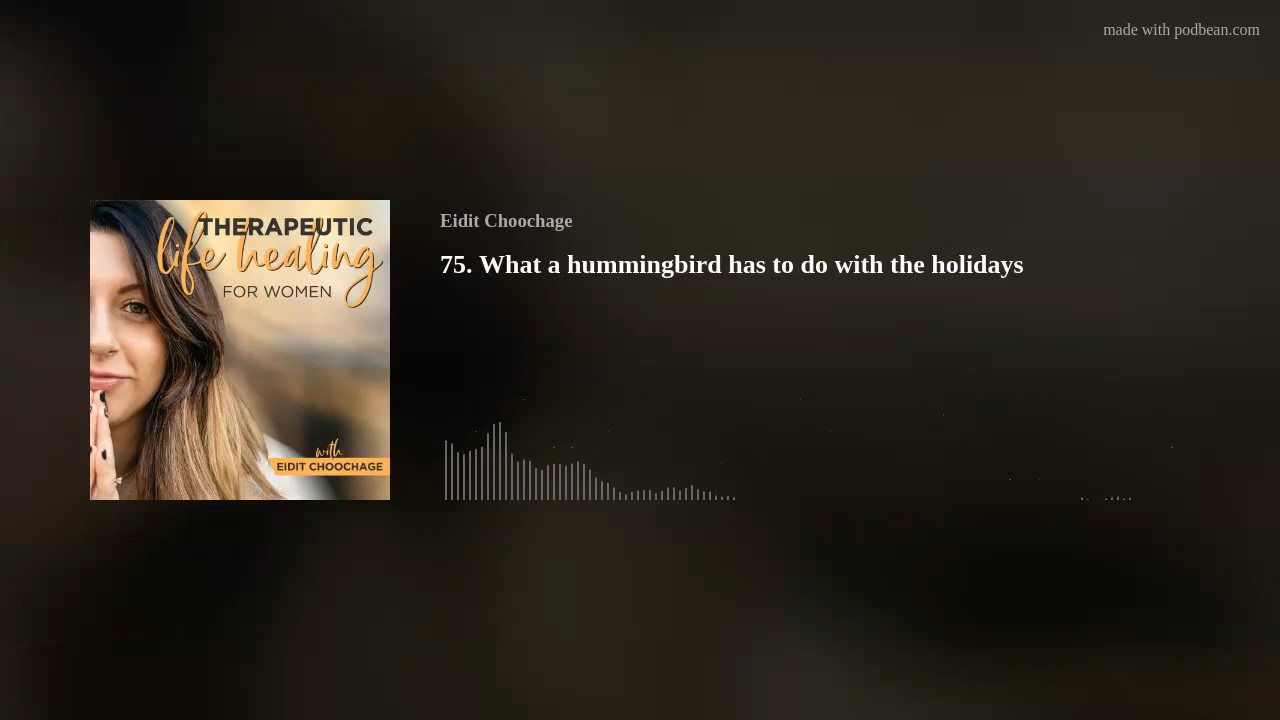 made with podbean.com
THERAPEUTIC
life healing
FOR WOMEN
with
EIDIT CHOOCHAGE
Eidit Choochage
75. What a hummingbird has to do with the holidays